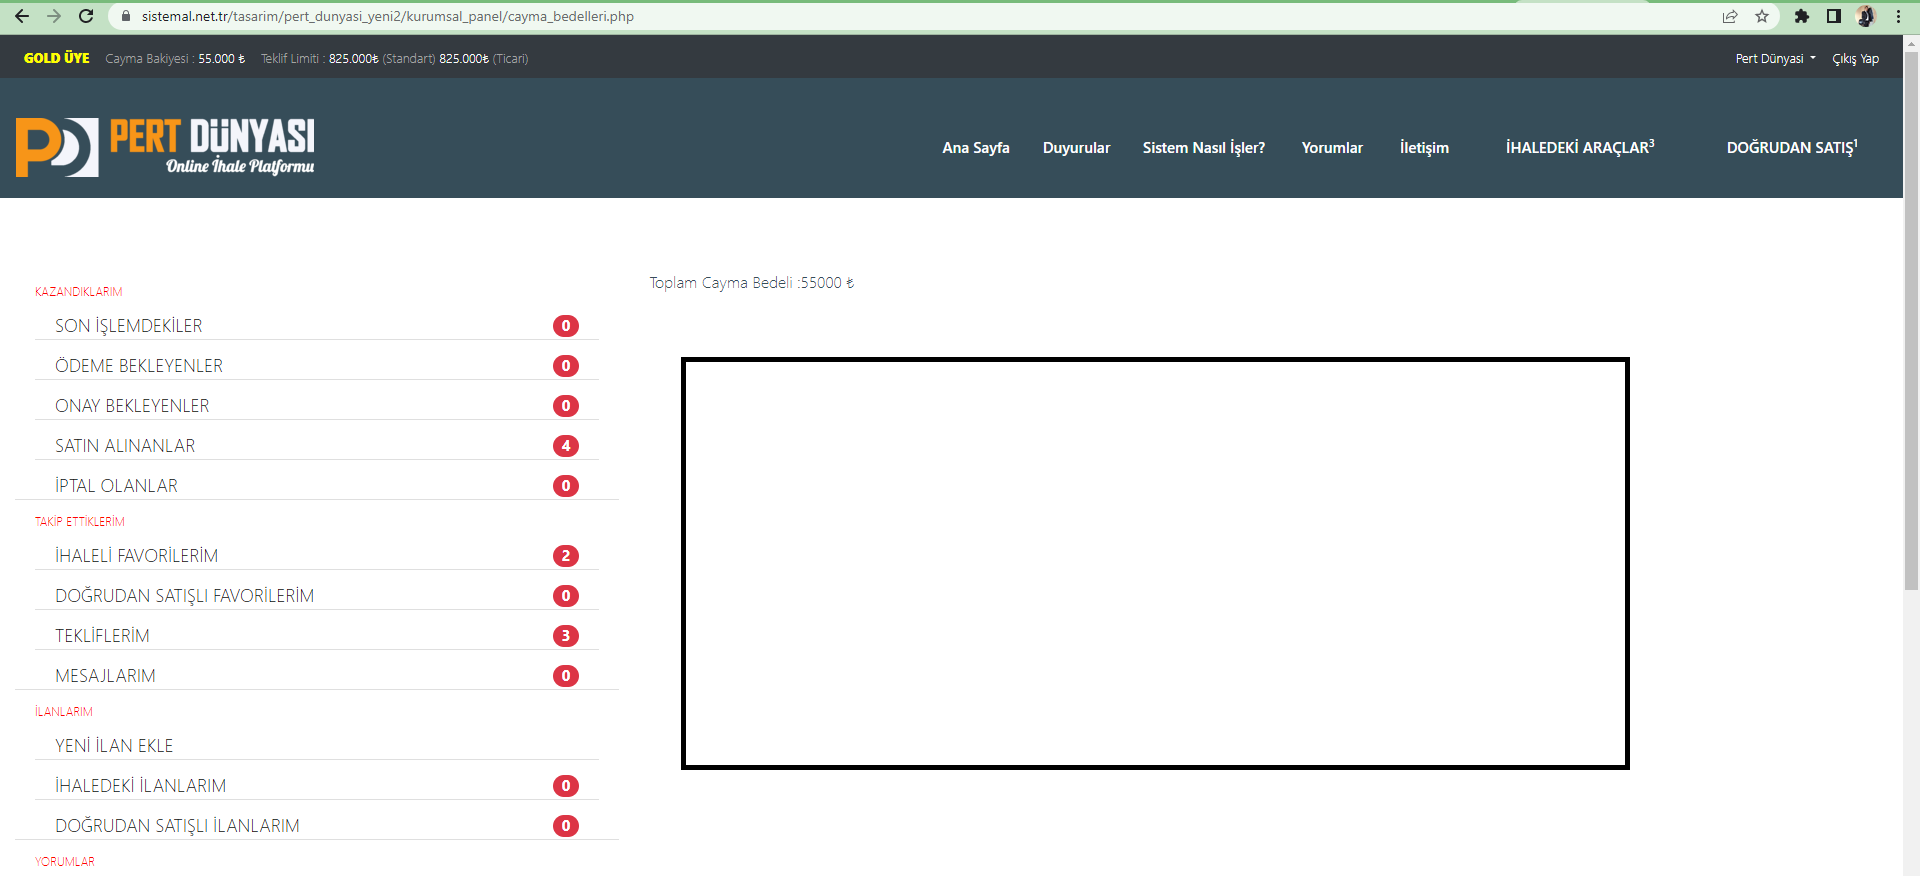 sistemal.net.tr/tasarim/pert_dunyasi_yeni2/kurumsal_panel/cayma_bedelleri.php
GOLD ÜYE Cayma Bakiyesi : 55.000 ₺ Teklif Limiti : 825.000₺ (Standart) 825.000₺ (Ticari) Pert Dünyasi Çıkış Yap
PD PERT DÜNYASI
Online İhale Platformu
Ana Sayfa Duyurular Sistem Nasıl İşler? Yorumlar İletişim İHALEDEKİ ARAÇLAR3 DOĞRUDAN SATIŞ1
Toplam Cayma Bedeli :55000 ₺
KAZANDIKLARIM
SON İŞLEMDEKİLER 0
ÖDEME BEKLEYENLER 0
ONAY BEKLEYENLER 0
SATIN ALINANLAR 4
İPTAL OLANLAR 0
TAKİP ETTİKLERİM
İHALELİ FAVORİLERİM 2
DOĞRUDAN SATIŞLI FAVORİLERİM 0
TEKLİFLERİM 3
MESAJLARIM 0
İLANLARIM
YENİ İLAN EKLE
İHALEDEKİ İLANLARIM 0
DOĞRUDAN SATIŞLI İLANLARIM 0
YORUMLAR